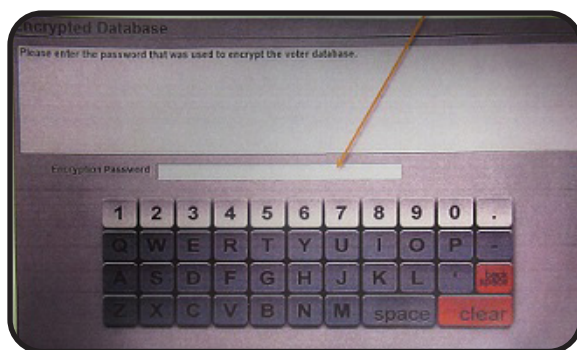 Encrypted Database
Please enter the password that was used to encrypt the voter database.
Encryption Password
1 2 3 4 5 6 7 8 9 0 .
Q W E R T Y U I O P -
A S D F G H J K L ' back space
Z X C V B N M space clear